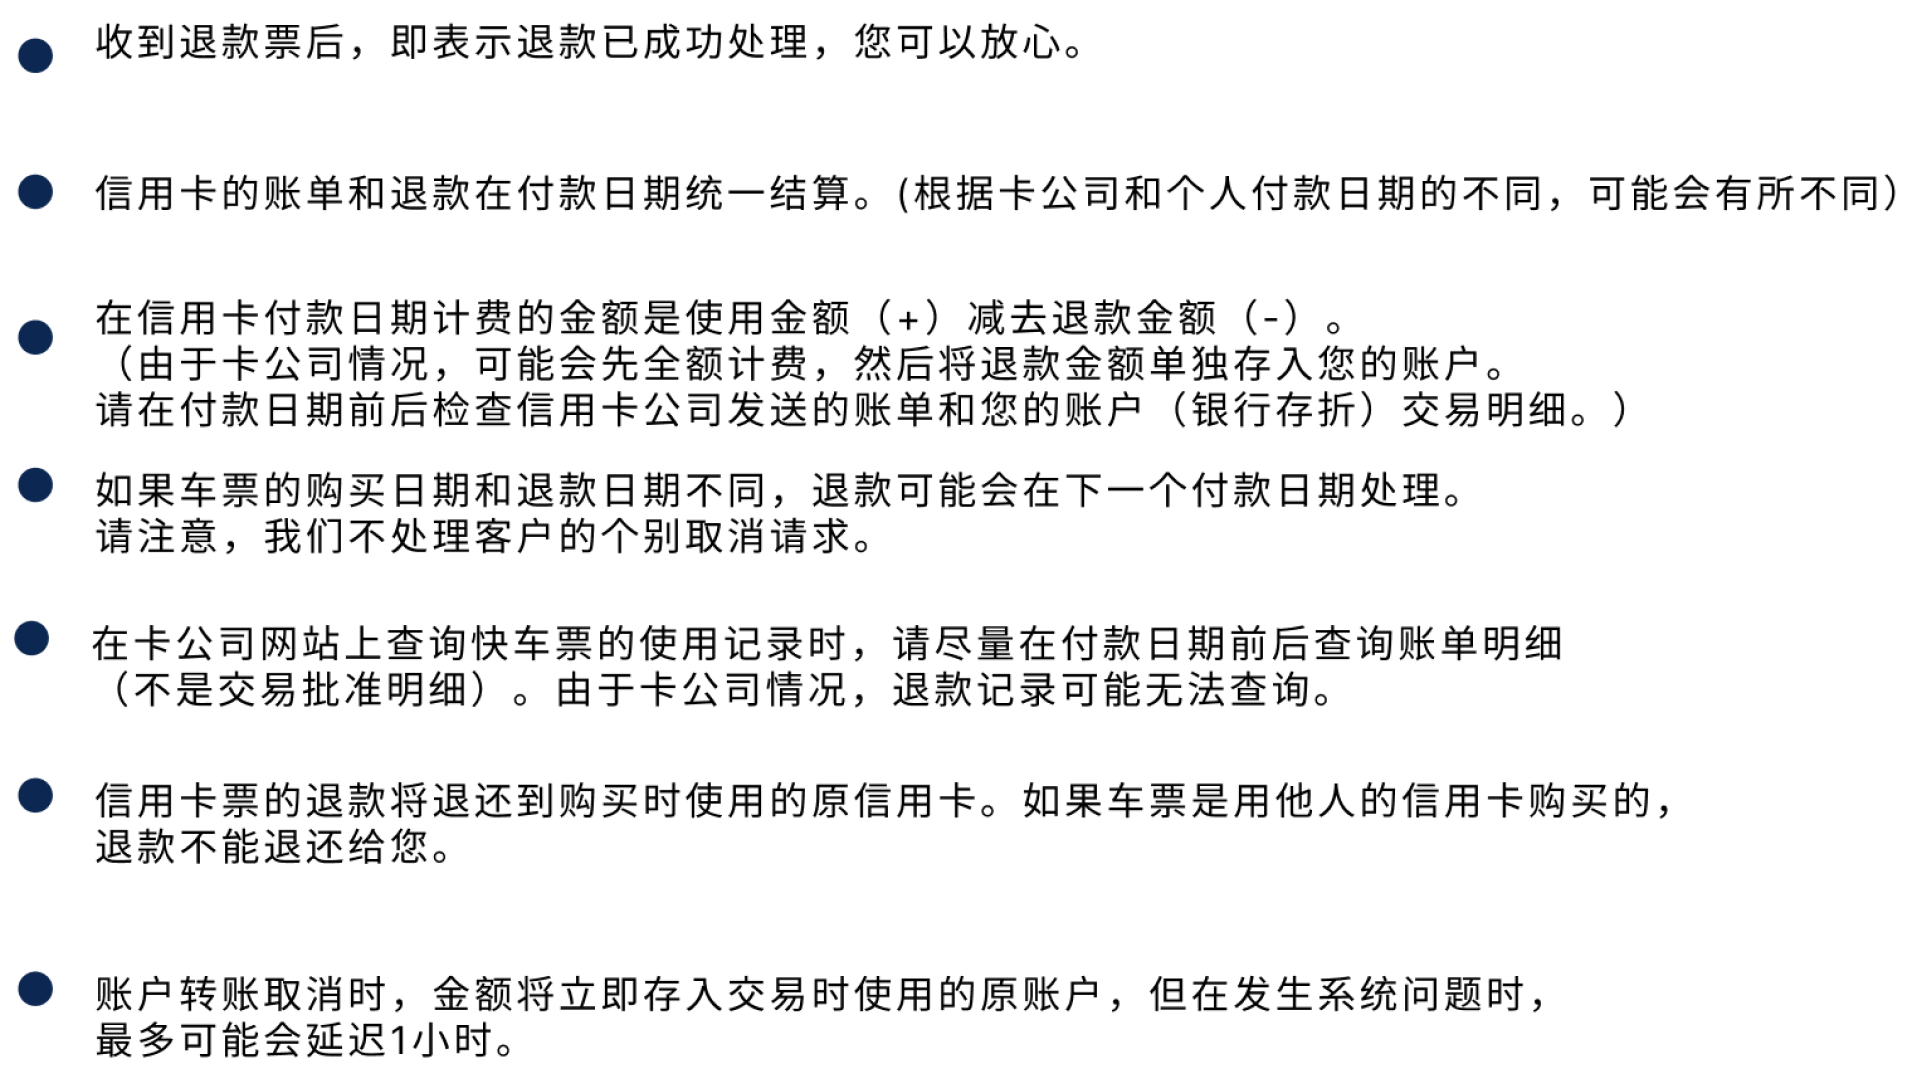 收到退款票后，即表示退款已成功处理，您可以放心。
信用卡的账单和退款在付款日期统一结算。(根据卡公司和个人付款日期的不同，可能会有所不同）
在信用卡付款日期计费的金额是使用金额（+）减去退款金额（-）。
（由于卡公司情况，可能会先全额计费，然后将退款金额单独存入您的账户。
请在付款日期前后检查信用卡公司发送的账单和您的账户（银行存折）交易明细。）
如果车票的购买日期和退款日期不同，退款可能会在下一个付款日期处理。
请注意，我们不处理客户的个别取消请求。
在卡公司网站上查询快车票的使用记录时，请尽量在付款日期前后查询账单明细
（不是交易批准明细）。由于卡公司情况，退款记录可能无法查询。
信用卡票的退款将退还到购买时使用的原信用卡。如果车票是用他人的信用卡购买的，
退款不能退还给您。
账户转账取消时，金额将立即存入交易时使用的原账户，但在发生系统问题时，
最多可能会延迟1小时。